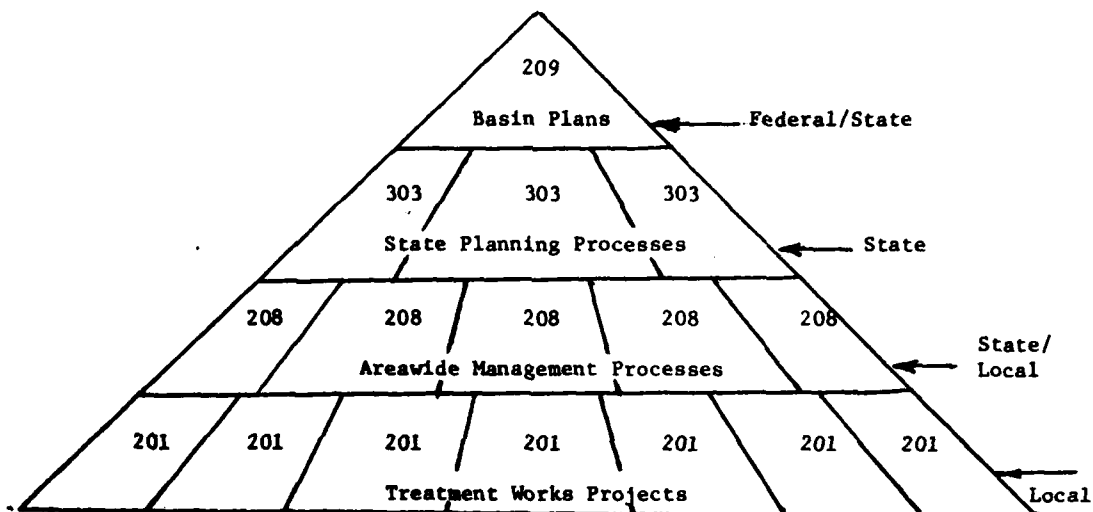 209
Basin Plans
Federal/State
303 303 303
State Planning Processes
State
208 208 208 208 208
Areawide Management Processes
State/
Local
201 201 201 201 201 201 201
Treatment Works Projects
Local